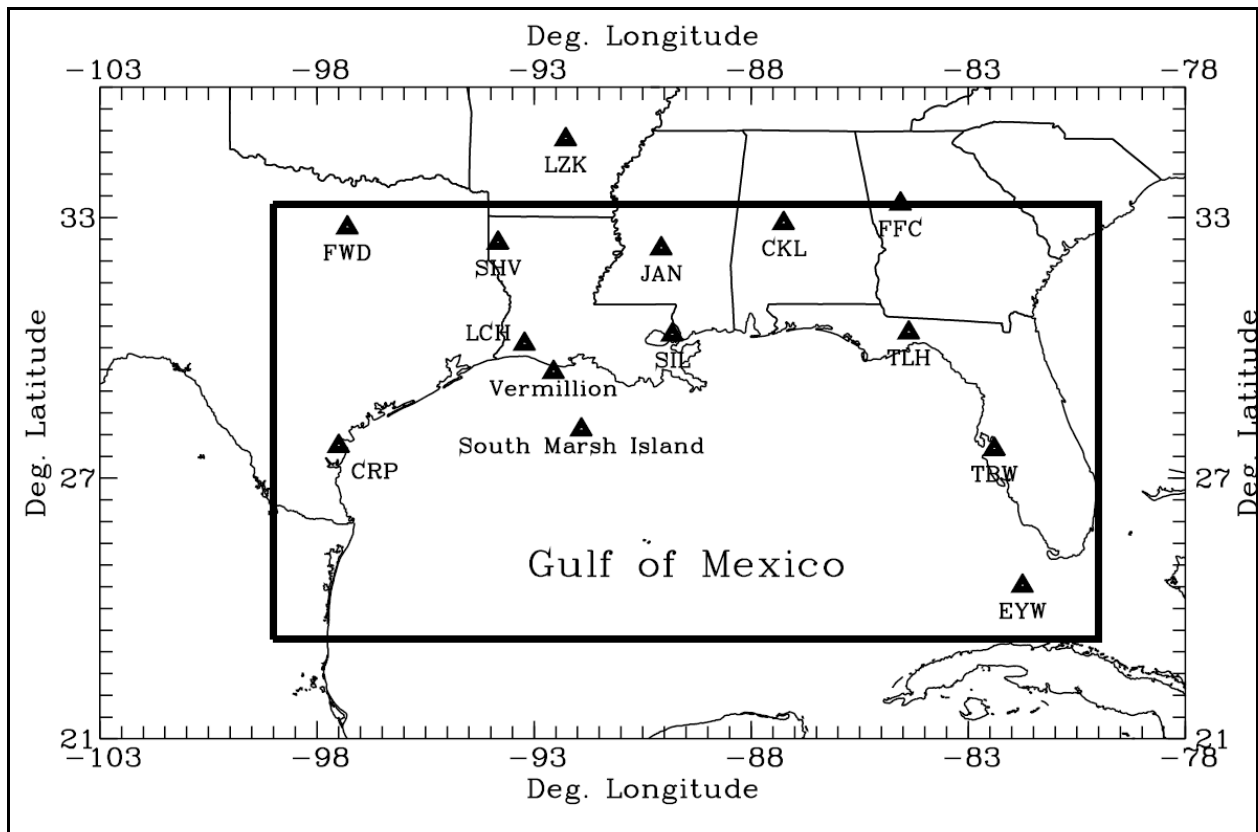 Deg. Longitude
-103 -98 -93 -88 -83 -78
LZK
33 33
FWD SHV JAN CKL FFC
LCH SIL TLH
Vermillion
South Marsh Island
CRP TBW
27 27
Deg. Latitude
Deg. Latitude
Gulf of Mexico
EYW
21 21
-103 -98 -93 -88 -83 -78
Deg. Longitude